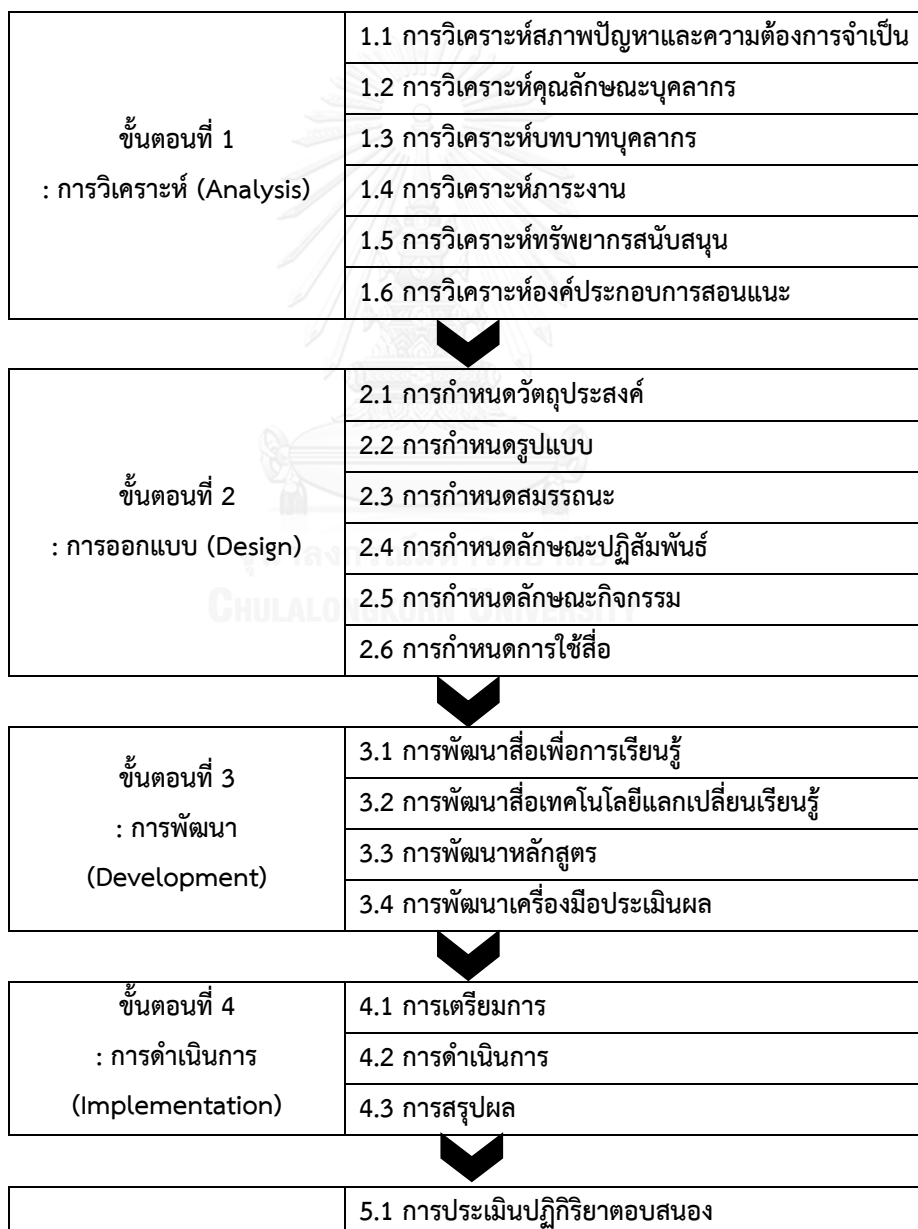 ขั้นตอนที่ 1
: การวิเคราะห์ (Analysis)
1.1 การวิเคราะห์สภาพปัญหาและความต้องการจำเป็น
1.2 การวิเคราะห์คุณลักษณะบุคลากร
1.3 การวิเคราะห์บทบาทบุคลากร
1.4 การวิเคราะห์ภาระงาน
1.5 การวิเคราะห์ทรัพยากรสนับสนุน
1.6 การวิเคราะห์องค์ประกอบการสอนแนะ
ขั้นตอนที่ 2
: การออกแบบ (Design)
2.1 การกำหนดวัตถุประสงค์
2.2 การกำหนดรูปแบบ
2.3 การกำหนดสมรรถนะ
2.4 การกำหนดลักษณะปฏิสัมพันธ์
2.5 การกำหนดลักษณะกิจกรรม
2.6 การกำหนดการใช้สื่อ
จุฬาลงกรณ์มหาวิทยาลัย
CHULALONGKORN UNIVERSITY
ขั้นตอนที่ 3
: การพัฒนา
(Development)
3.1 การพัฒนาสื่อเพื่อการเรียนรู้
3.2 การพัฒนาสื่อเทคโนโลยีแลกเปลี่ยนเรียนรู้
3.3 การพัฒนาหลักสูตร
3.4 การพัฒนาเครื่องมือประเมินผล
ขั้นตอนที่ 4
: การดำเนินการ
(Implementation)
4.1 การเตรียมการ
4.2 การดำเนินการ
4.3 การสรุปผล
5.1 การประเมินปฏิกิริยาตอบสนอง